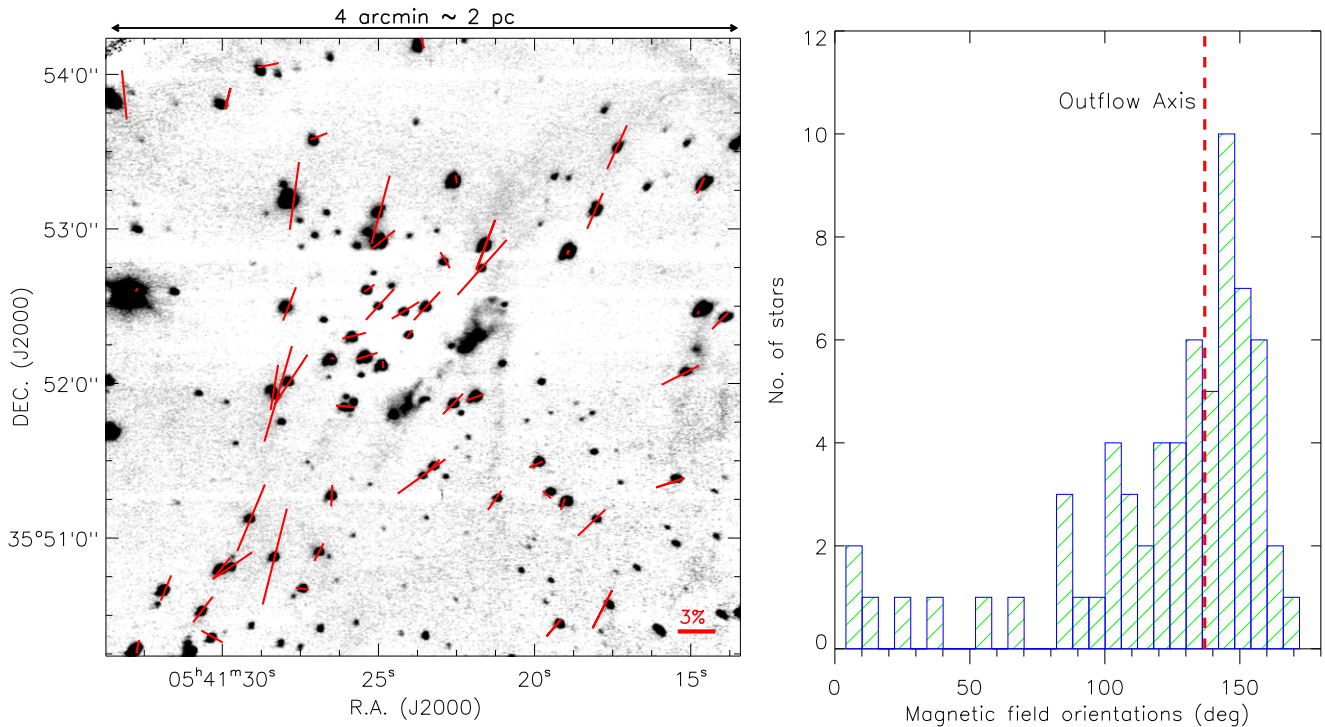 4 arcmin ~ 2 pc
54'0''
53'0''
52'0''
35°51'0''
DEC. (J2000)
3%
05ʰ41ᵐ30ˢ
25ˢ
20ˢ
15ˢ
R.A. (J2000)
12
10
8
6
4
2
0
No. of stars
Outflow Axis
0
50
100
150
Magnetic field orientations (deg)